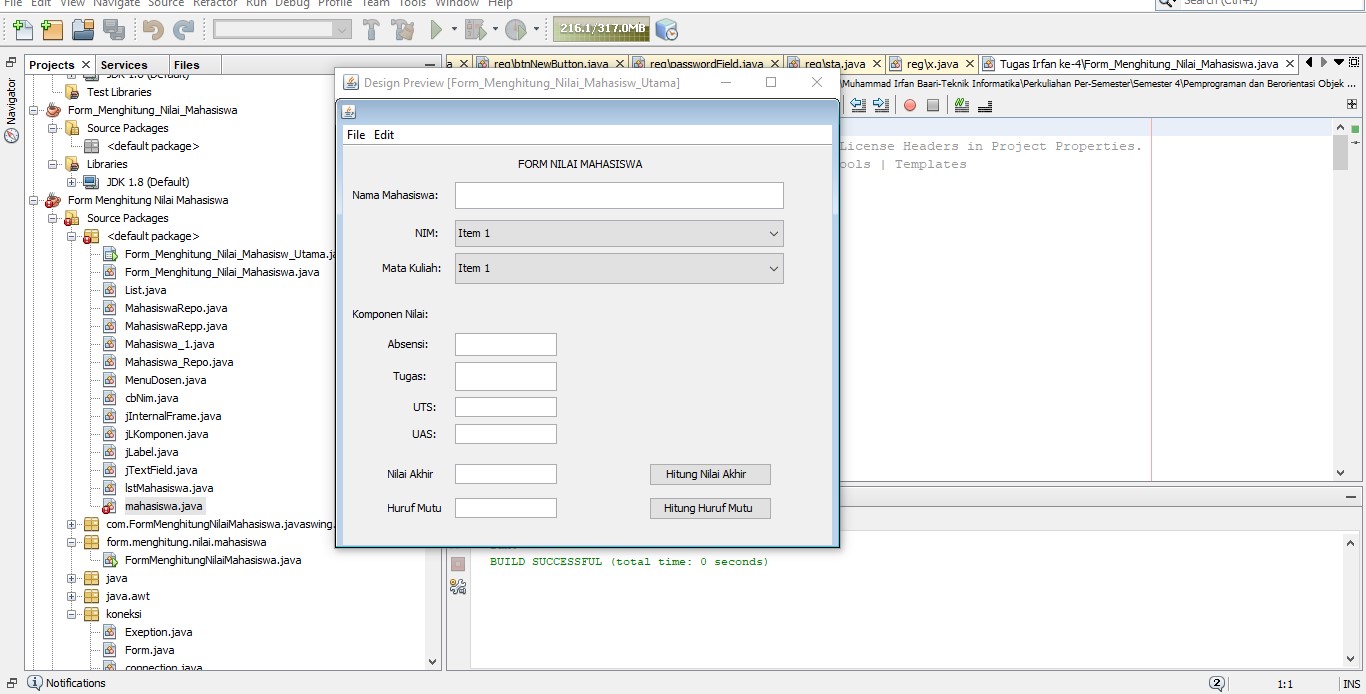 File Edit View Navigate Source Refactor Run Debug Profile Team Tools Window Help
Search (Ctrl+I)
216.1/317.0MB
Projects Services Files
a reg\btnNewButton.java reg\passwordField.java reg\sta.java reg\x.java Tugas Irfan ke-4\Form_Menghitung_Nilai_Mahasiswa.java
Navigator
JDK 1.8 (Default)
Test Libraries
Form_Menghitung_Nilai_Mahasiswa
Source Packages
<default package>
Libraries
JDK 1.8 (Default)
Form Menghitung Nilai Mahasiswa
Source Packages
<default package>
Form_Menghitung_Nilai_Mahasisw_Utama.ja
Form_Menghitung_Nilai_Mahasiswa.java
List.java
MahasiswaRepo.java
MahasiswaRepp.java
Mahasiswa_1.java
Mahasiswa_Repo.java
MenuDosen.java
cbNim.java
jInternalFrame.java
jLKomponen.java
jLabel.java
jTextField.java
lstMahasiswa.java
mahasiswa.java
com.FormMenghitungNilaiMahasiswa.javaswing.
form.menghitung.nilai.mahasiswa
FormMenghitungNilaiMahasiswa.java
java
java.awt
koneksi
Exeption.java
Form.java
connection.java
Design Preview [Form_Menghitung_Nilai_Mahasisw_Utama]
File Edit
FORM NILAI MAHASISWA
Nama Mahasiswa:
NIM: Item 1
Mata Kuliah: Item 1
Komponen Nilai:
Absensi:
Tugas:
UTS:
UAS:
Nilai Akhir Hitung Nilai Akhir
Huruf Mutu Hitung Huruf Mutu
\Muhammad Irfan Baari-Teknik Informatika\Perkuliahan Per-Semester\Semester 4\Pemprograman dan Berorientasi Objek ...
License Headers in Project Properties.
ools | Templates
BUILD SUCCESSFUL (total time: 0 seconds)
Notifications
2
1:1
INS